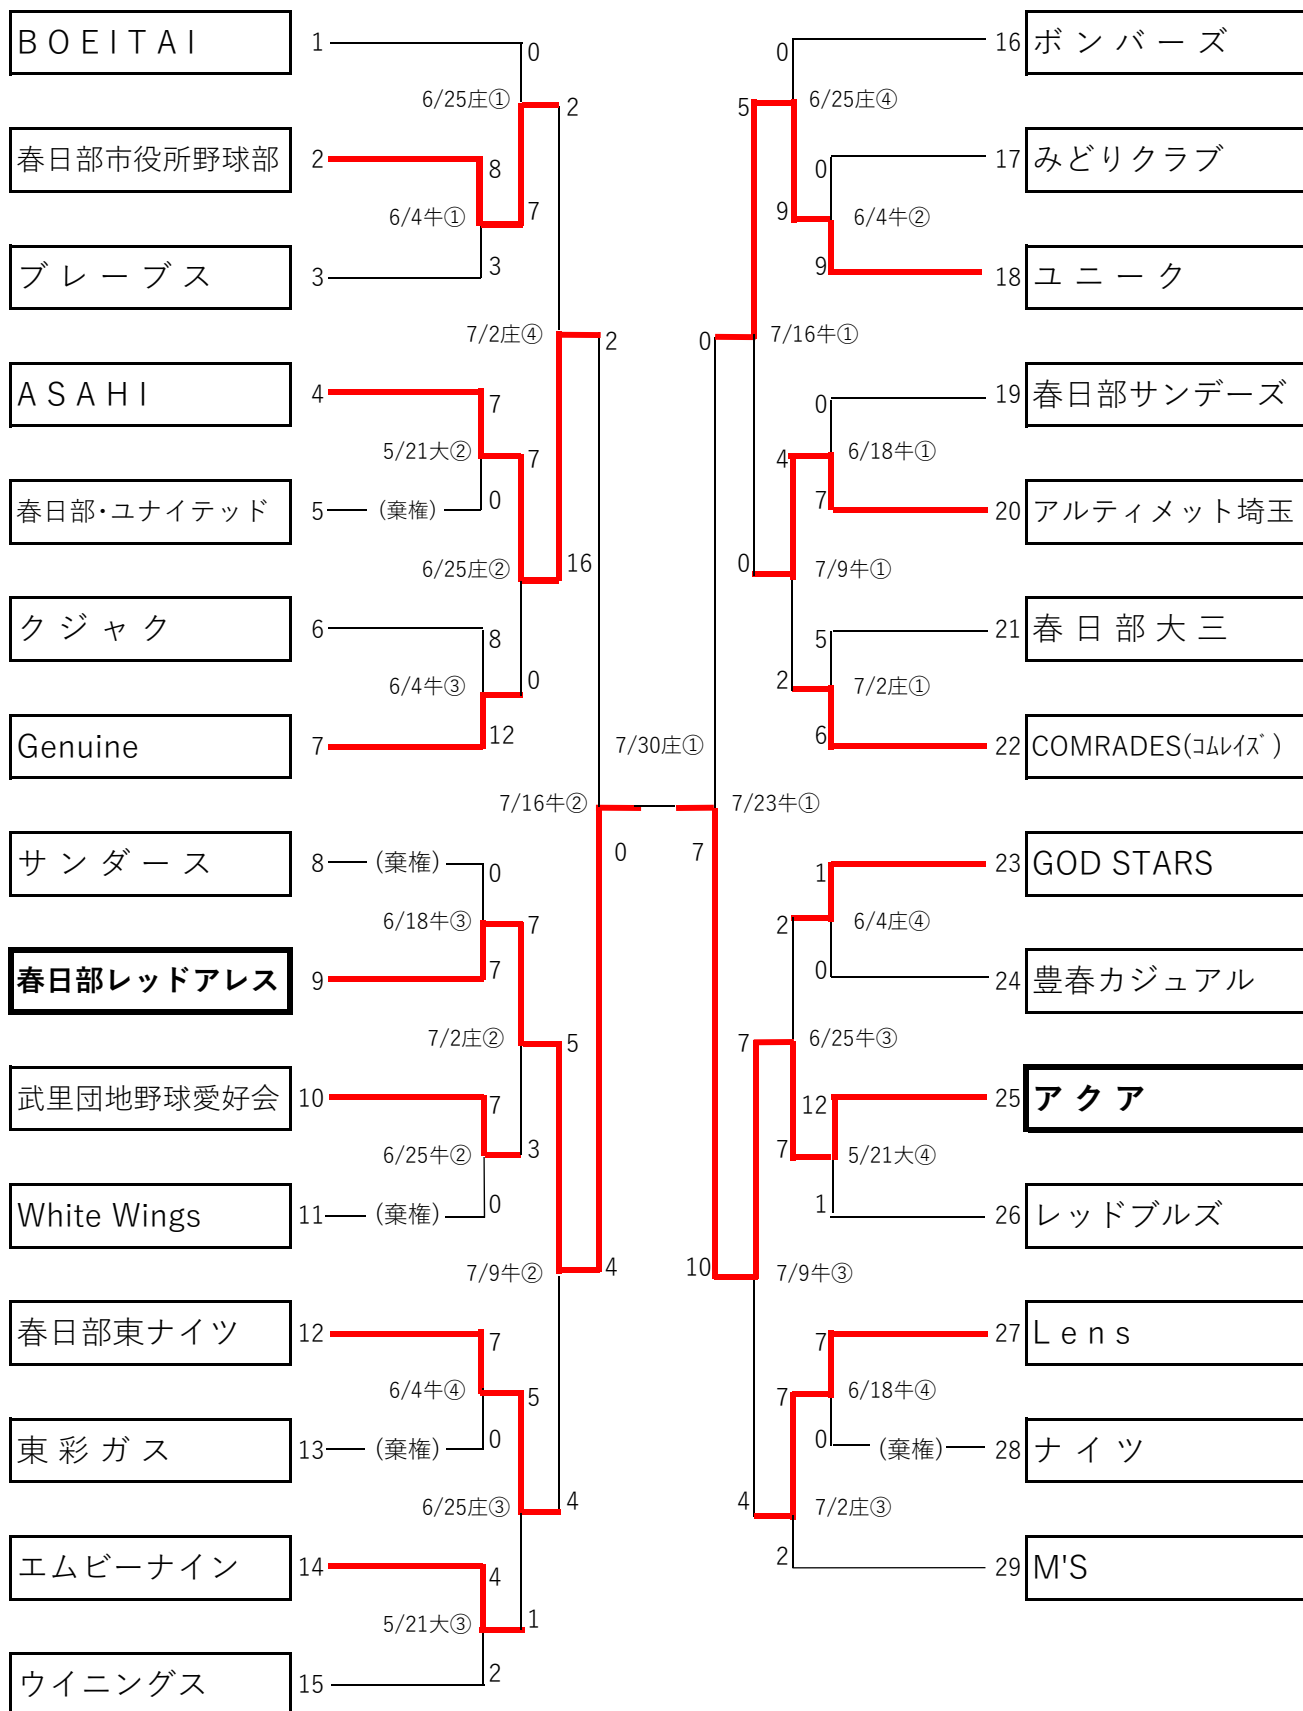 BOEITAI 1 0 0 16 ボンバーズ
6/25庄① 2 5 6/25庄④
春日部市役所野球部 2 8 0 17 みどりクラブ
6/4牛① 7 9 6/4牛②
ブレーブス 3 3 9 18 ユニーク
7/2庄④ 2 0 7/16牛①
ASAHI 4 7 0 19 春日部サンデーズ
5/21大② 7 4 6/18牛①
春日部・ユナイテッド 5 (棄権) 0 7 20 アルティメット埼玉
6/25庄② 16 0 7/9牛①
クジャク 6 8 5 21 春日部大三
6/4牛③ 0 2 7/2庄①
Genuine 7 12 7/30庄① 6 22 COMRADES(ｺﾑﾚｲｽﾞ)
7/16牛② 7/23牛①
サンダース 8 (棄権) 0 0 7 1 23 GOD STARS
6/18牛③ 7 2 6/4庄④
春日部レッドアレス 9 7 0 24 豊春カジュアル
7/2庄② 5 7 6/25牛③
武里団地野球愛好会 10 7 12 25 アクア
6/25牛② 3 7 5/21大④
White Wings 11 (棄権) 0 1 26 レッドブルズ
7/9牛② 4 10 7/9牛③
春日部東ナイツ 12 7 7 27 Lens
6/4牛④ 5 7 6/18牛④
東彩ガス 13 (棄権) 0 0 (棄権) 28 ナイツ
6/25庄③ 4 4 7/2庄③
エムビーナイン 14 4 2 29 M'S
5/21大③ 1
ウイニングス 15 2